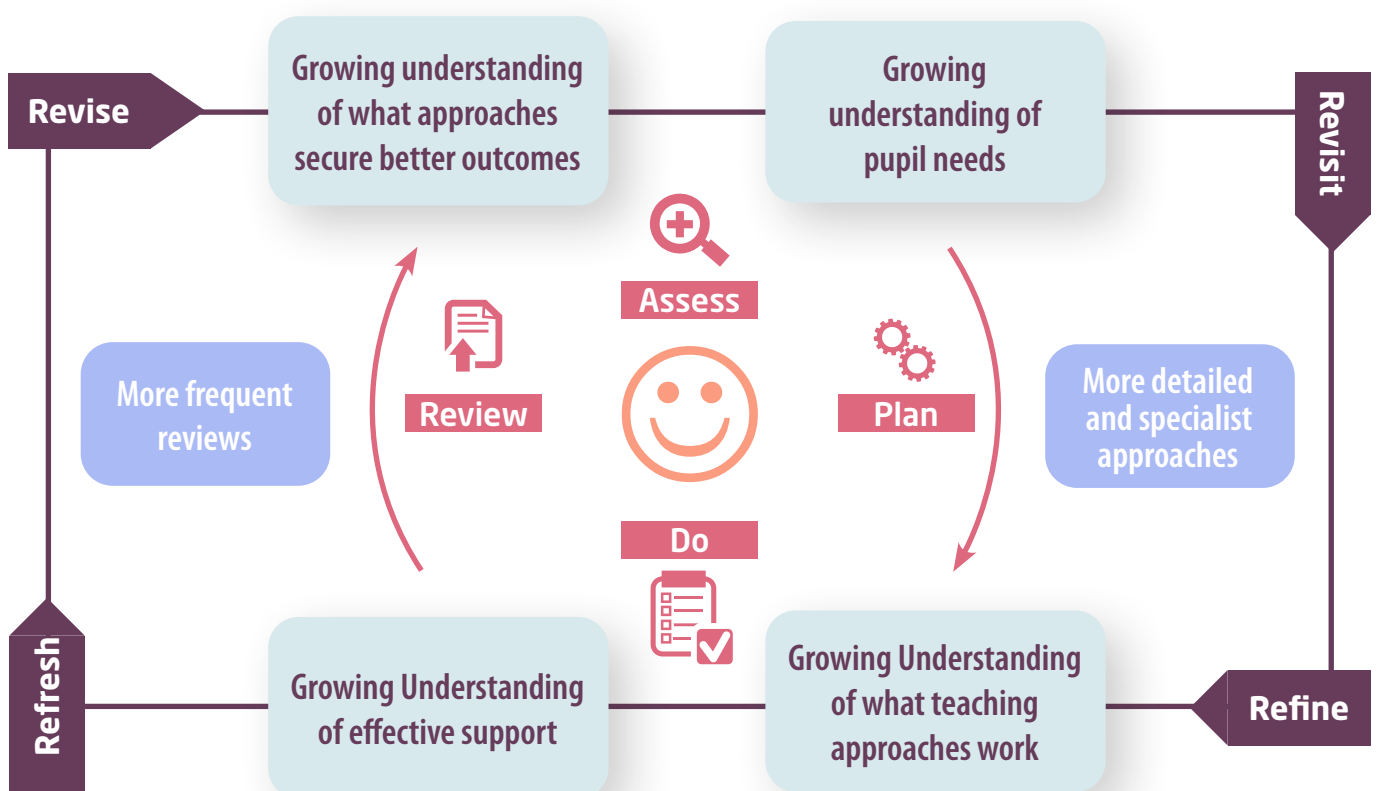 Revise
Growing understanding
of what approaches
secure better outcomes
Growing
understanding of
pupil needs
Revisit
Assess
More frequent
reviews
Review
Plan
More detailed
and specialist
approaches
Do
Refresh
Growing Understanding
of effective support
Growing Understanding
of what teaching
approaches work
Refine